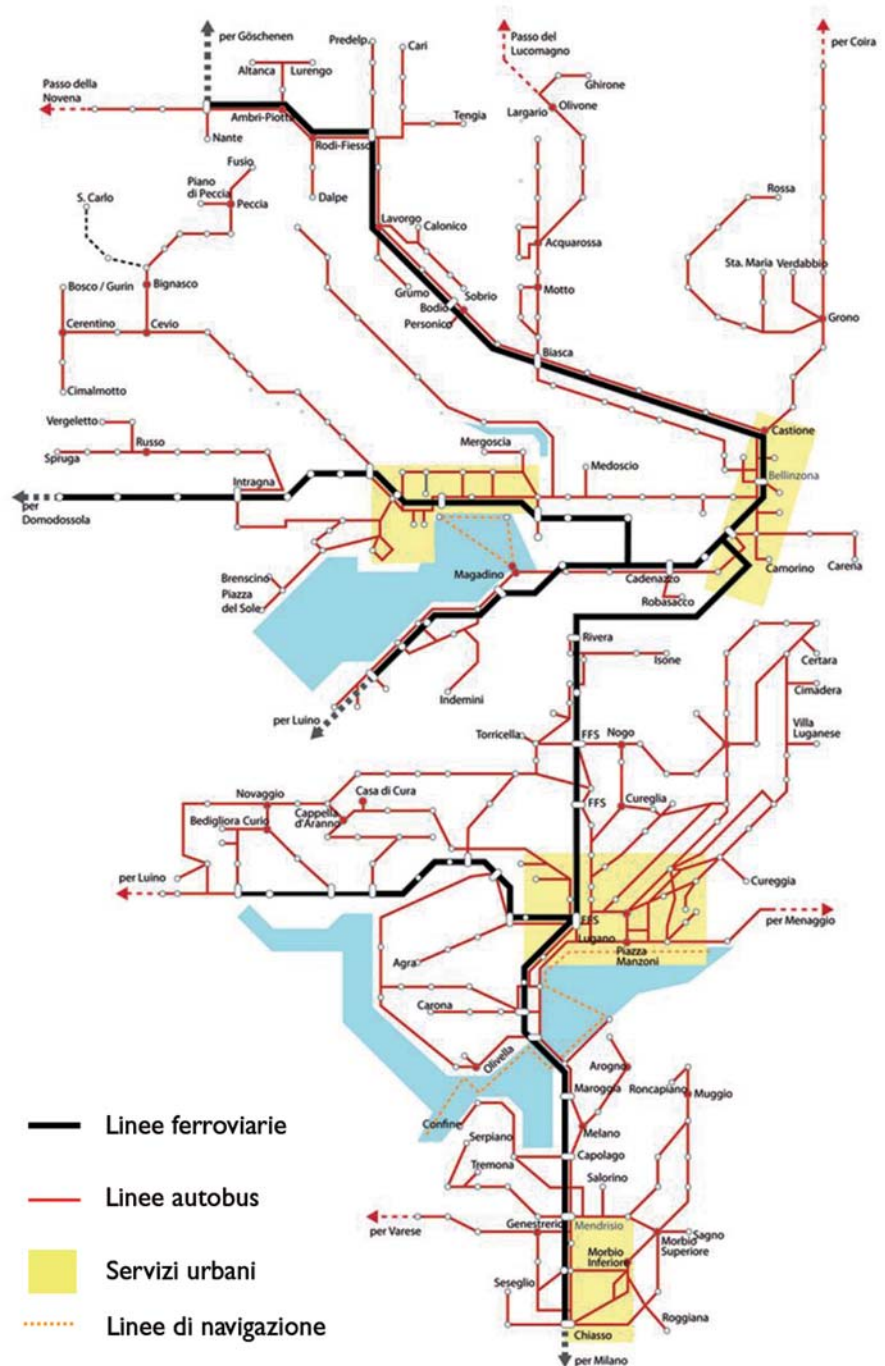 per Göschenen
Predelp.
Cari
Passo del
Lucomagno
per Coira
Altanca
Lurengo
Ghirone
Passo della
Novena
Largario
Olivone
Ambri-Piotta
Tengia
Nante
Rodi-Fiesso
Fusio
Piano
di Peccia
Peccia
Dalpe
Rossa
S. Carlo
Lavorgo
Calonico
Acquarossa
Sta. Maria
Verdabbio
Bosco / Gurin
Bignasco
Grumo
Sobrio
Motto
Bodio
Personico
Grono
Cerentino
Cevio
Biasca
Cimalmotto
Vergeletto
Castione
Russo
Mergoscia
Spruga
Medoscio
Bellinzona
Intragna
per
Domodossola
Brenscino
Piazza
del Sole
Magadino
Cadenazzo
Camorino
Carena
Robasacco
Rivera
Isone
Certara
Indemini
Cimadera
per Luino
Torricella
FFS
Nogo
Villa
Luganese
Novaggio
Casa di Cura
FFS
Cureglia
Bedigliora
Curio
Cappella
d'Aranno
per Luino
Cureggia
FFS
per Menaggio
Lugano
Piazza
Manzoni
Agra
Carona
Olivella
Arogno
Roncapiano
Muggio
Maroggia
Confine
Melano
Serpiano
Capolago
Tremona
Salorino
per Varese
Genestrerio
Mendrisio
Sagno
Morbio
Superiore
Morbio
Inferiore
Seseglio
Roggiana
Chiasso
per Milano
Linee ferroviarie
Linee autobus
Servizi urbani
Linee di navigazione